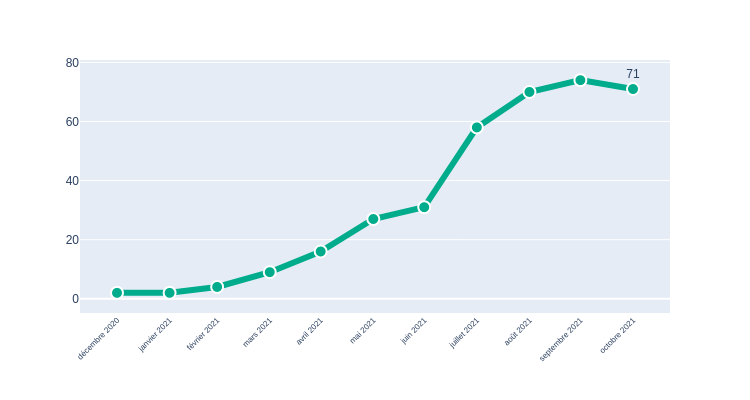 80
60
40
20
0
71
décembre 2020
janvier 2021
février 2021
mars 2021
avril 2021
mai 2021
juin 2021
juillet 2021
août 2021
septembre 2021
octobre 2021